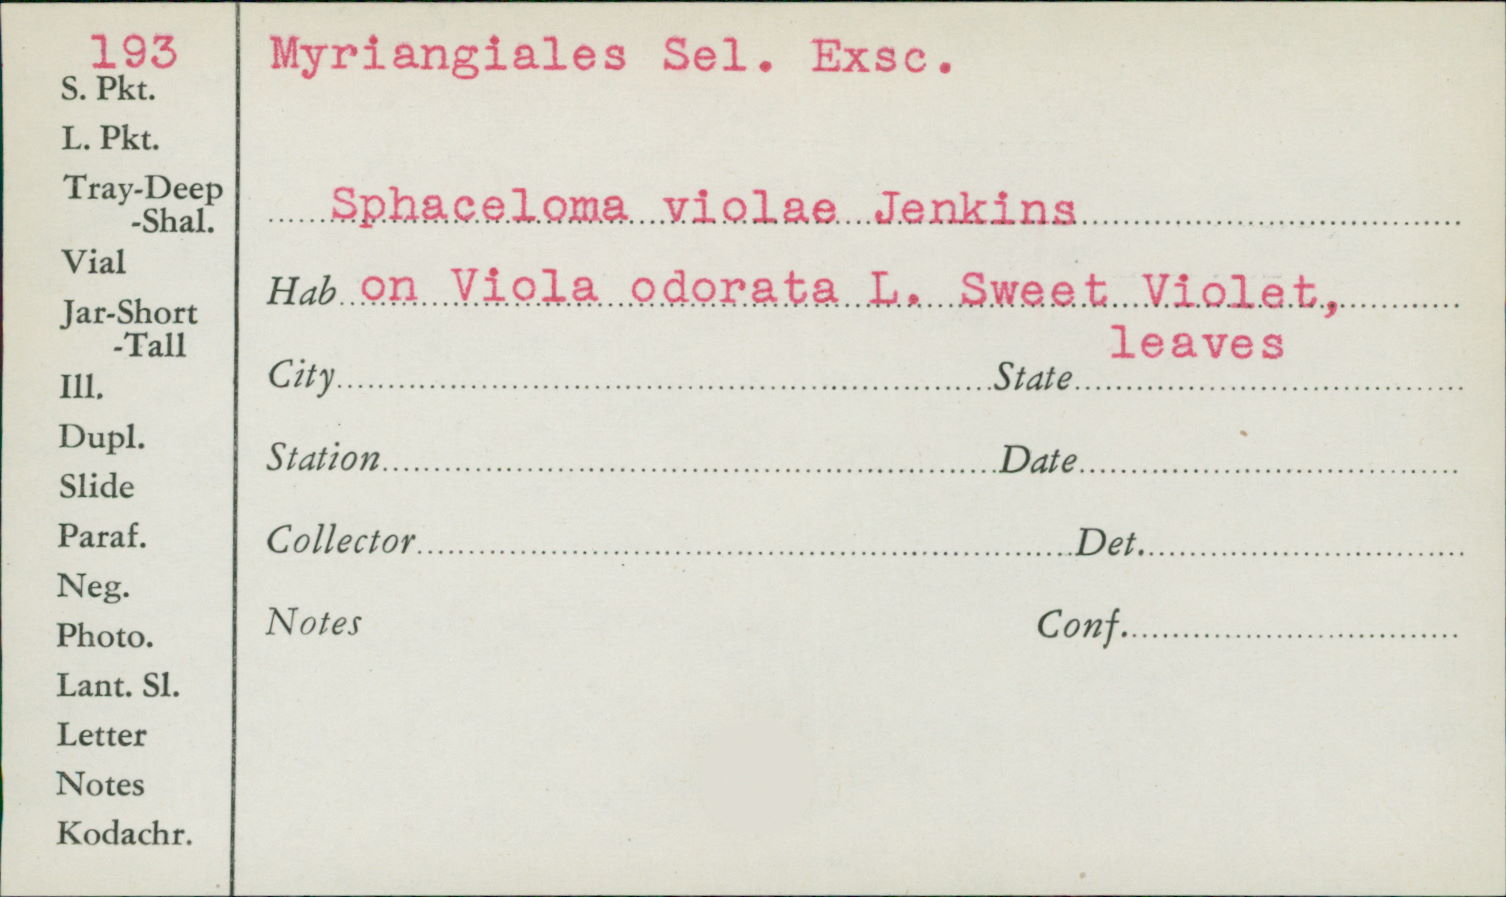 193
S. Pkt.
L. Pkt.
Tray-Deep
-Shal.
Vial
Jar-Short
-Tall
Ill.
Dupl.
Slide
Paraf.
Neg.
Photo.
Lant. Sl.
Letter
Notes
Kodachr.
Myriangiales Sel. Exsc.
Sphaceloma violae Jenkins
Hab on Viola odorata L. Sweet Violet,
leaves
City State
Station Date
Collector Det.
Notes Conf.